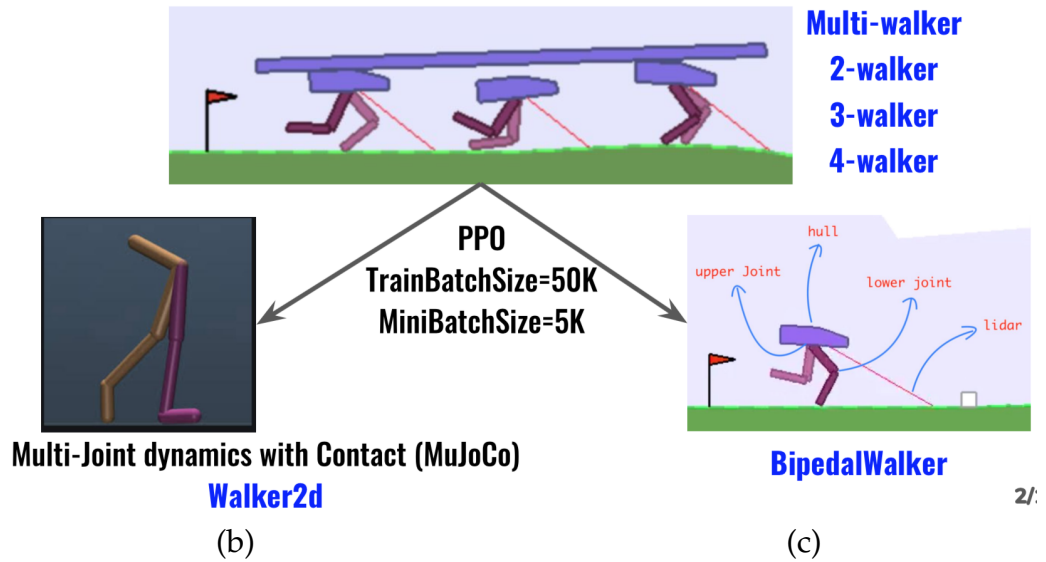 Multi-walker
2-walker
3-walker
4-walker
PPO
TrainBatchSize=50K
MiniBatchSize=5K
hull
upper Joint
lower joint
lidar
Multi-Joint dynamics with Contact (MuJoCo)
Walker2d
BipedalWalker
2/
(b)
(c)